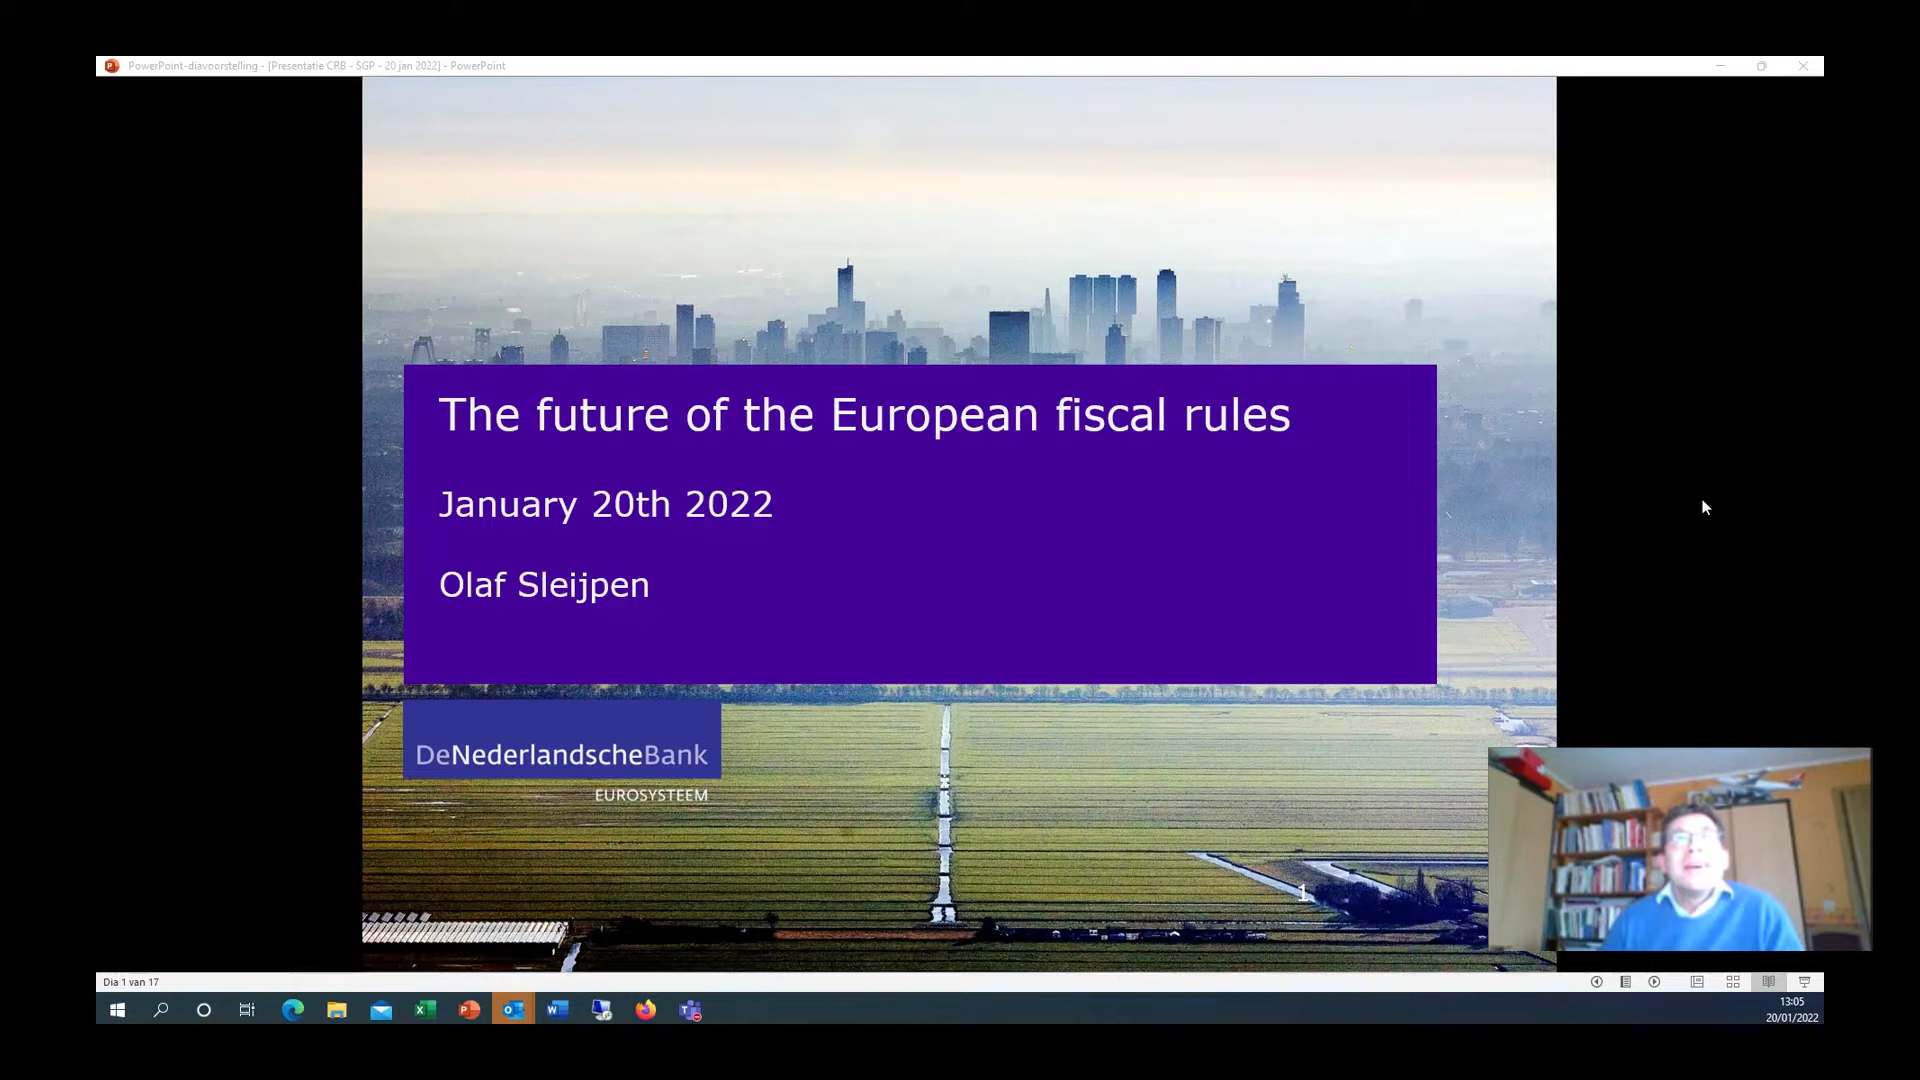 PowerPoint-diavoorstelling - [Presentatie CRB - SGP - 20 jan 2022] - PowerPoint
The future of the European fiscal rules
January 20th 2022
Olaf Sleijpen
DeNederlandscheBank
EUROSYSTEEM
1
Dia 1 van 17
13:05
20/01/2022